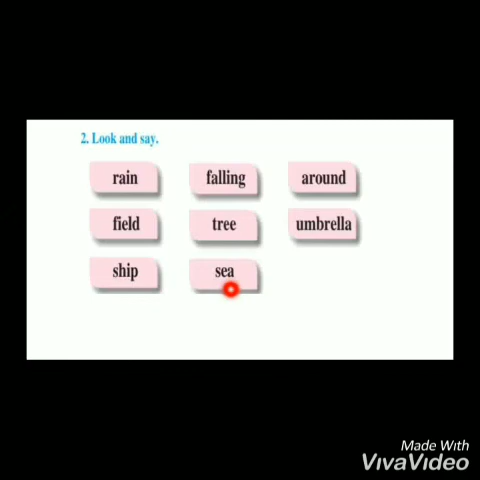 2. Look and say.
rain falling around
field tree umbrella
ship sea
Made With
VivaVideo